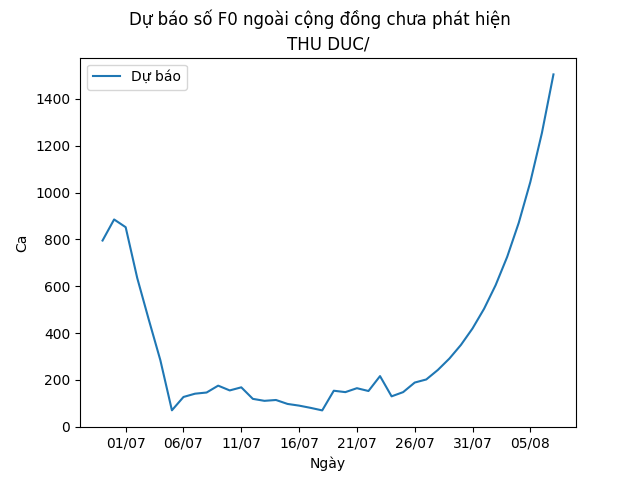 Dự báo số F0 ngoài cộng đồng chưa phát hiện
THU DUC/
Dự báo
Ca
1400
1200
1000
800
600
400
200
0
01/07 06/07 11/07 16/07 21/07 26/07 31/07 05/08
Ngày